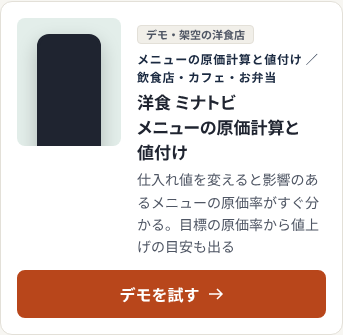 デモ・架空の洋食店
メニューの原価計算と値付け ／
飲食店・カフェ・お弁当
洋食 ミナトビ
メニューの原価計算と
値付け
仕入れ値を変えると影響のあ
るメニューの原価率がすぐ分
かる。目標の原価率から値上
げの目安も出る
デモを試す →